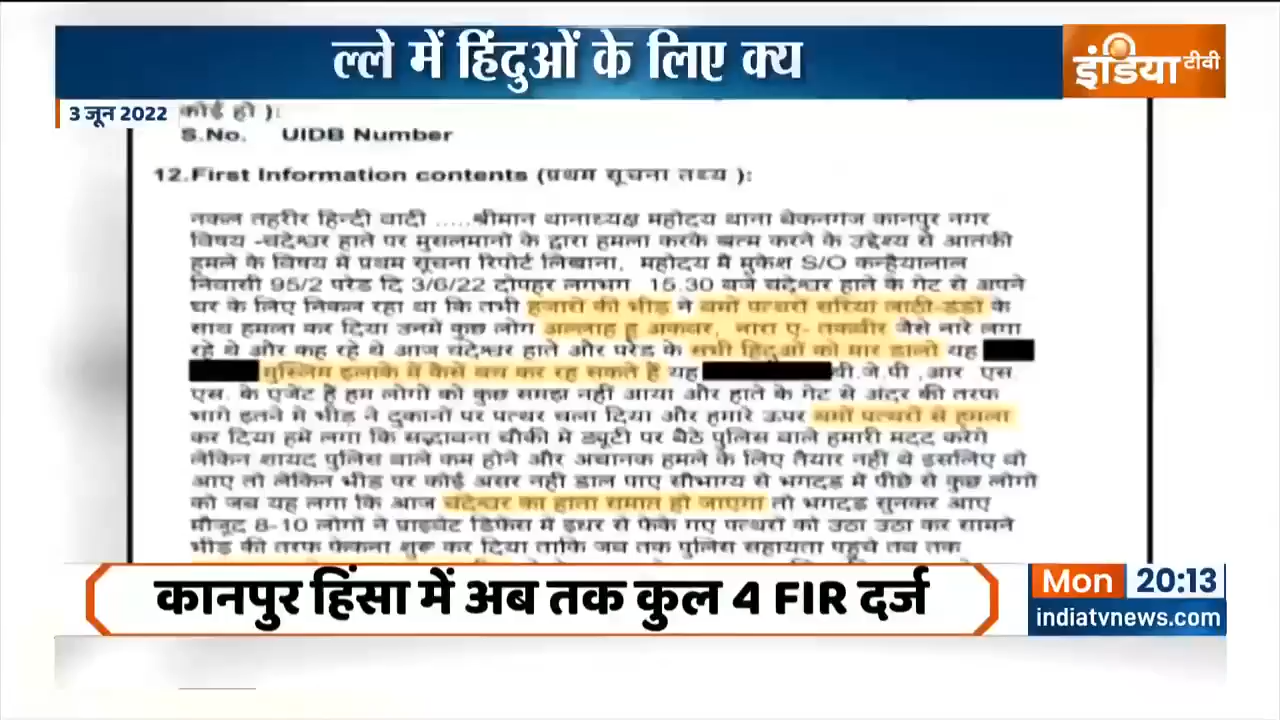 ल्ले में हिंदुओं के लिए क्य
इंडिया टीवी
3 जून 2022
कोई हो ):
S.No. UIDB Number
12.First Information contents (प्रथम सूचना तथ्य ):
नकल तहरीर हिन्दी वादी .....श्रीमान थानाध्यक्ष महोदय थाना बेकनगंज कानपुर नगर
विषय -चंदेश्वर हाते पर मुसलमानो के द्वारा हमला करके खत्म करने के उद्देश्य से आतंकी
हमले के विषय मे प्रथम सूचना रिपोर्ट लिखाना, महोदय मै मुकेश S/O कन्हैयालाल
निवासी 95/2 परेड दि 3/6/22 दोपहर लगभग 15.30 बजे चंदेश्वर हाते के गेट से अपने
घर के लिए निकल रहा था कि तभी हजारो की भीड़ ने बमो पत्थरो सरिया लाठी-डंडो के
साथ हमला कर दिया उनमे कुछ लोग अल्लाह हू अकबर, नारा ए- तकबीर जैसे नारे लगा
रहे थे और कह रहे थे आज चंदेश्वर हाते और परेड के सभी हिंदुओं को मार डालो यह
मुस्लिम इलाके मे कैसे बच कर रह सकते है यह बी.जे.पी ,आर एस
एस. के एजेंट है हम लोगो को कुछ समझ नहीं आया और हाते के गेट से अंदर की तरफ
भागे इतने मे भीड़ ने दुकानों पर पत्थर चला दिया और हमारे ऊपर बमों पत्थरों से हमला
कर दिया हमे लगा कि सद्भावना चौकी मे ड्यूटी पर बैठे पुलिस वाले हमारी मदद करेंगे
लेकिन शायद पुलिस वाले कम होने और अचानक हमले के लिए तैयार नहीं थे इसलिए वो
आए तो लेकिन भीड़ पर कोई असर नही डाल पाए सौभाग्य से भगदड मे पीछे से कुछ लोगो
को जब यह लगा कि आज चंदेश्वर का हाता समाप्त हो जाएगा तो भगदड सुनकर आए
मौजूद 8-10 लोगो ने प्राइवेट डिफेंस मे इधर से फेके गए पत्थरो को उठा उठा कर सामने
भीड़ की तरफ फेकना शुरू कर दिया ताकि जब तक पुलिस सहायता पहुचे तब तक
कानपुर हिंसा में अब तक कुल 4 FIR दर्ज
Mon 20:13
indiatvnews.com